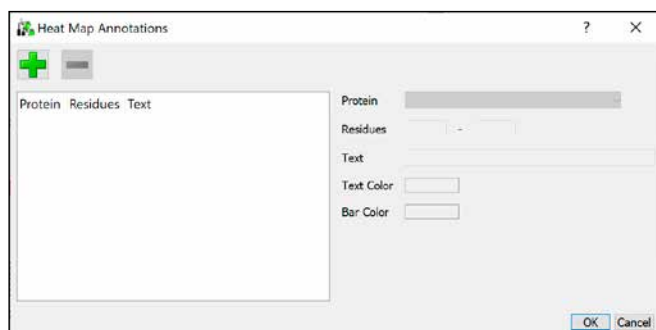 Heat Map Annotations
?
Protein Residues Text
Protein
Residues -
Text
Text Color
Bar Color
OK Cancel